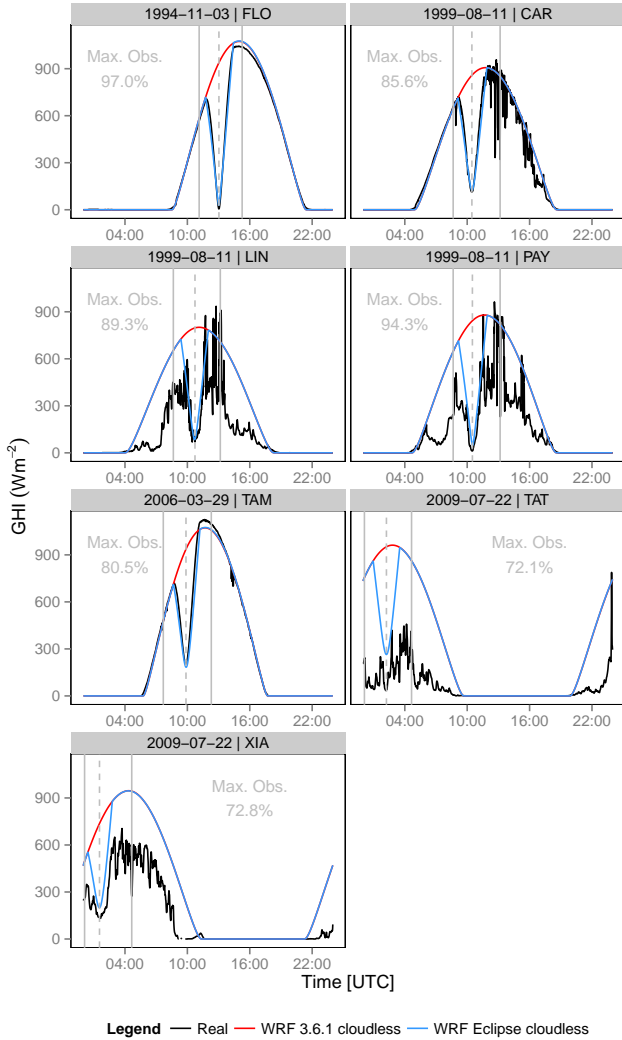 1994−11−03 | FLO
1999−08−11 | CAR
Max. Obs.
97.0%
Max. Obs.
85.6%
900
600
300
0
04:00 10:00 16:00 22:00
04:00 10:00 16:00 22:00
1999−08−11 | LIN
1999−08−11 | PAY
Max. Obs.
89.3%
Max. Obs.
94.3%
900
600
300
0
04:00 10:00 16:00 22:00
04:00 10:00 16:00 22:00
GHI (Wm−2)
2006−03−29 | TAM
2009−07−22 | TAT
Max. Obs.
80.5%
Max. Obs.
72.1%
900
600
300
0
04:00 10:00 16:00 22:00
2009−07−22 | XIA
Max. Obs.
72.8%
900
600
300
0
04:00 10:00 16:00 22:00
04:00 10:00 16:00 22:00
Time [UTC]
Legend Real WRF 3.6.1 cloudless WRF Eclipse cloudless